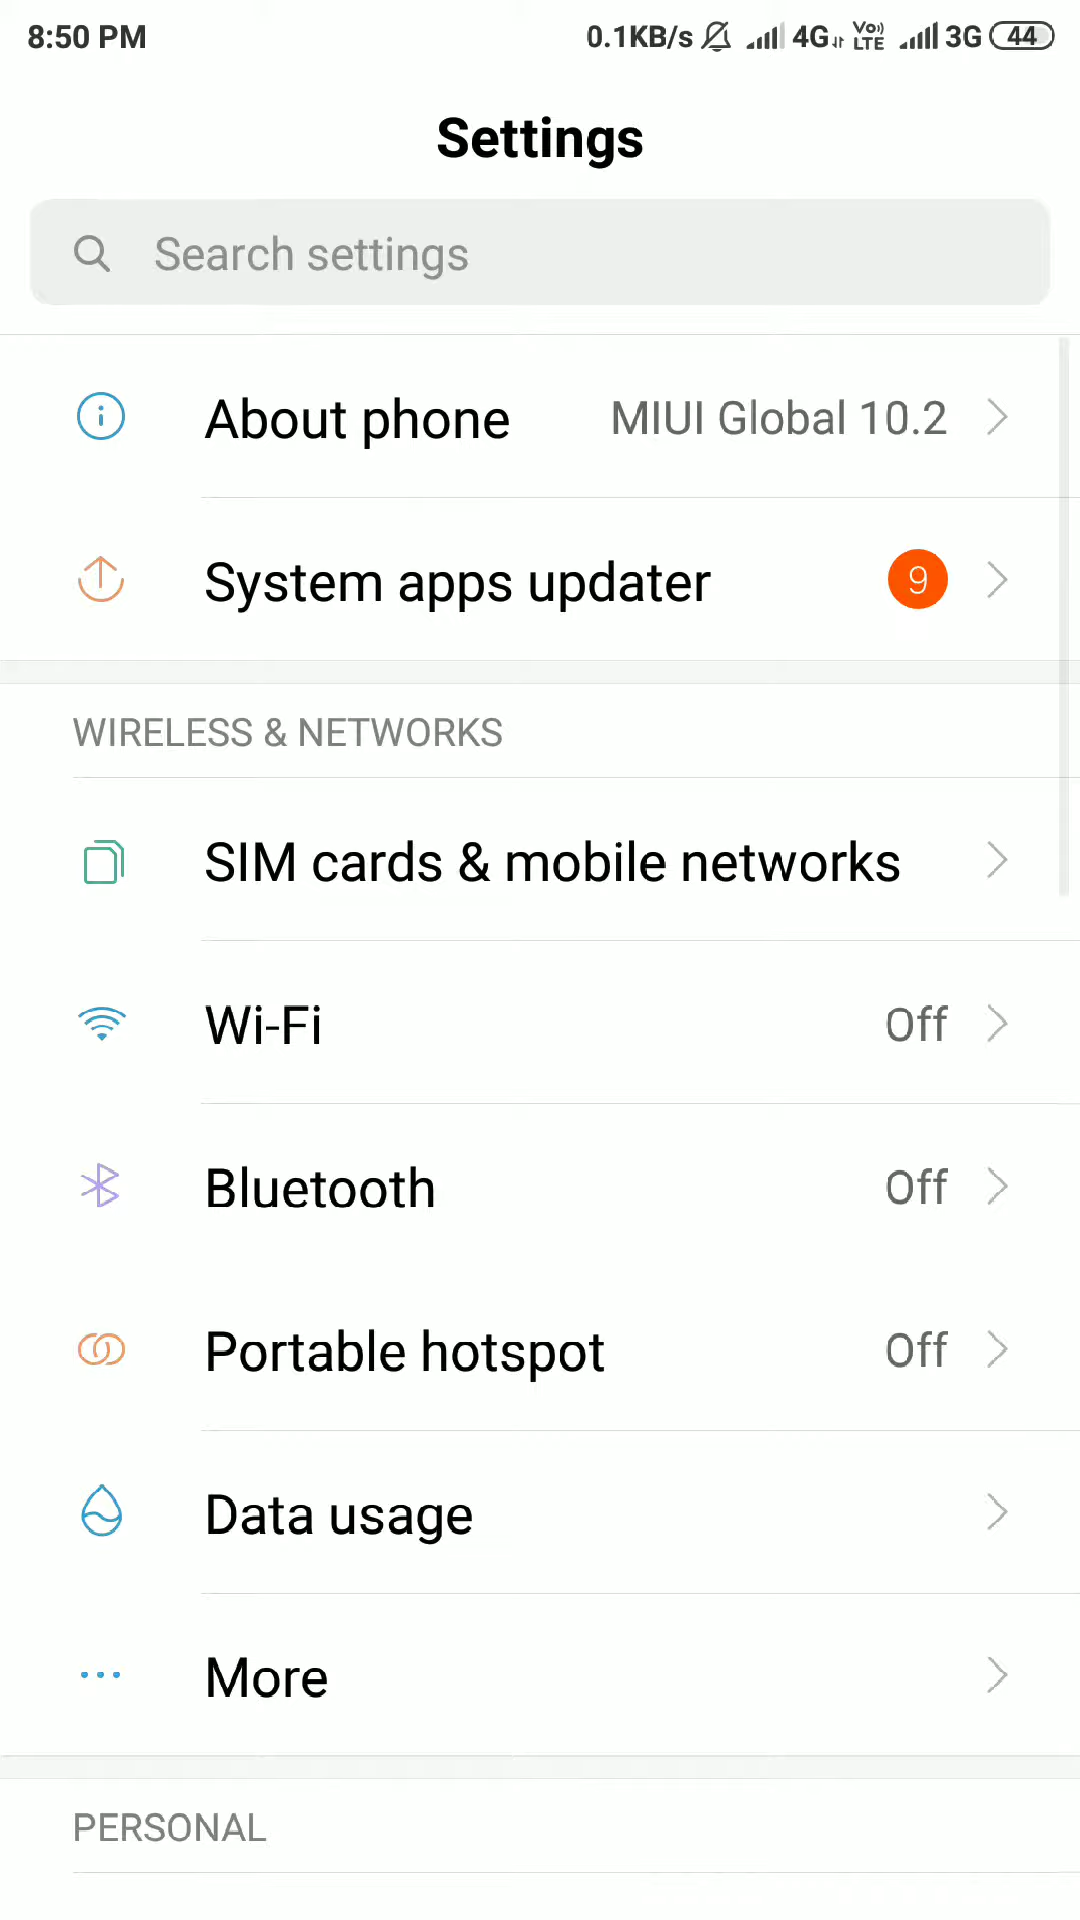 8:50 PM 0.1KB/s 4G VoLTE 3G 44
Settings
Search settings
About phone MIUI Global 10.2
System apps updater 9
WIRELESS & NETWORKS
SIM cards & mobile networks
Wi-Fi Off
Bluetooth Off
Portable hotspot Off
Data usage
More
PERSONAL